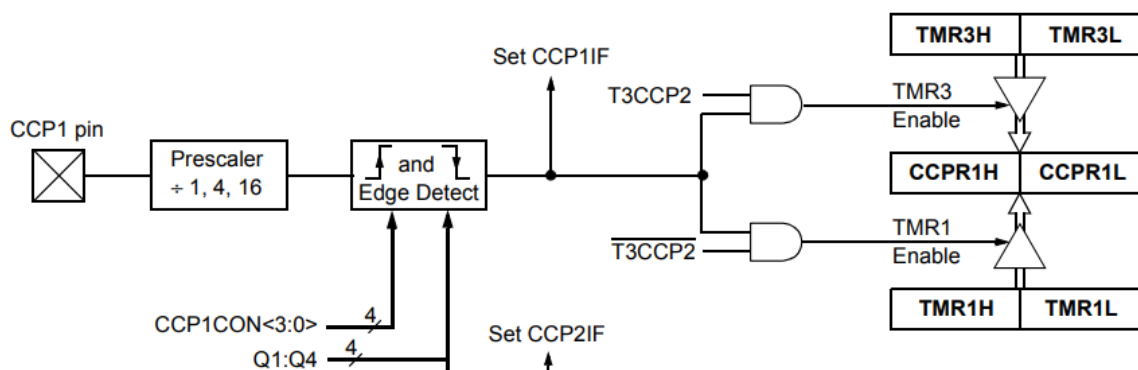 TMR3H TMR3L
Set CCP1IF
T3CCP2
TMR3
Enable
CCP1 pin
Prescaler
÷ 1, 4, 16
and
Edge Detect
CCPR1H CCPR1L
T3CCP2
TMR1
Enable
TMR1H TMR1L
CCP1CON<3:0>
4
Q1:Q4
4
Set CCP2IF